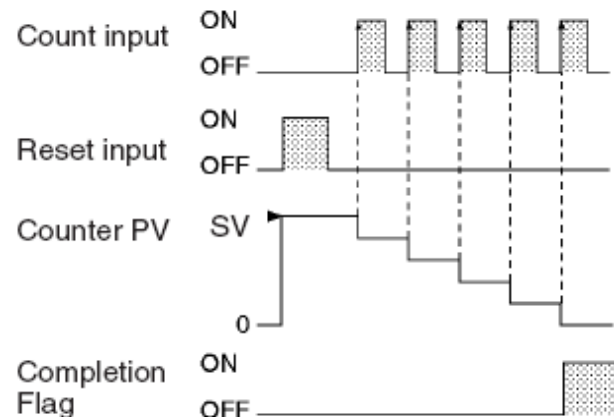 Count input
ON
OFF
Reset input
ON
OFF
Counter PV
SV
0
Completion
Flag
ON
OFF